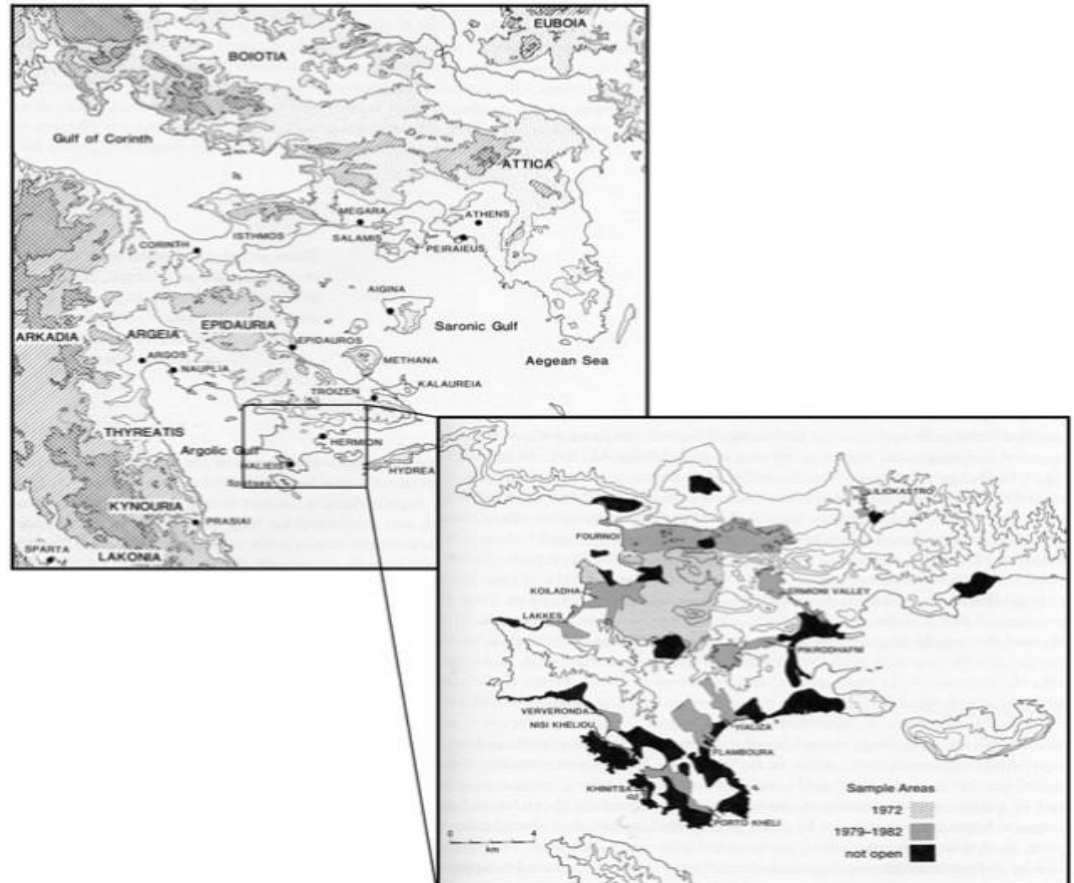 EUBOIA
BOIOTIA
Gulf of Corinth
ATTICA
MEGARA
ATHENS
ISTHMOS
SALAMIS
CORINTH
PEIRAIEUS
AIGINA
Saronic Gulf
EPIDAURIA
ARKADIA
ARGEIA
EPIDAUROS
Aegean Sea
ARGOS
METHANA
NAUPLIA
KALAUREIA
TROIZEN
THYREATIS
HERMION
Argolic Gulf
HALIEIS
HYDREA
Spetses
KYNOURIA
PRASIAI
SPARTA
LAKONIA
ILIOKASTRO
FOURNOI
KOILADHA
ERMIONI VALLEY
LAKKES
PIKRODHAFNI
VERVERONDA
NISI KHELIOU
HALIZA
FLAMBOURA
KHINITSA
PORTO KHELI
Sample Areas
1972
1979–1982
not open
0 4
km